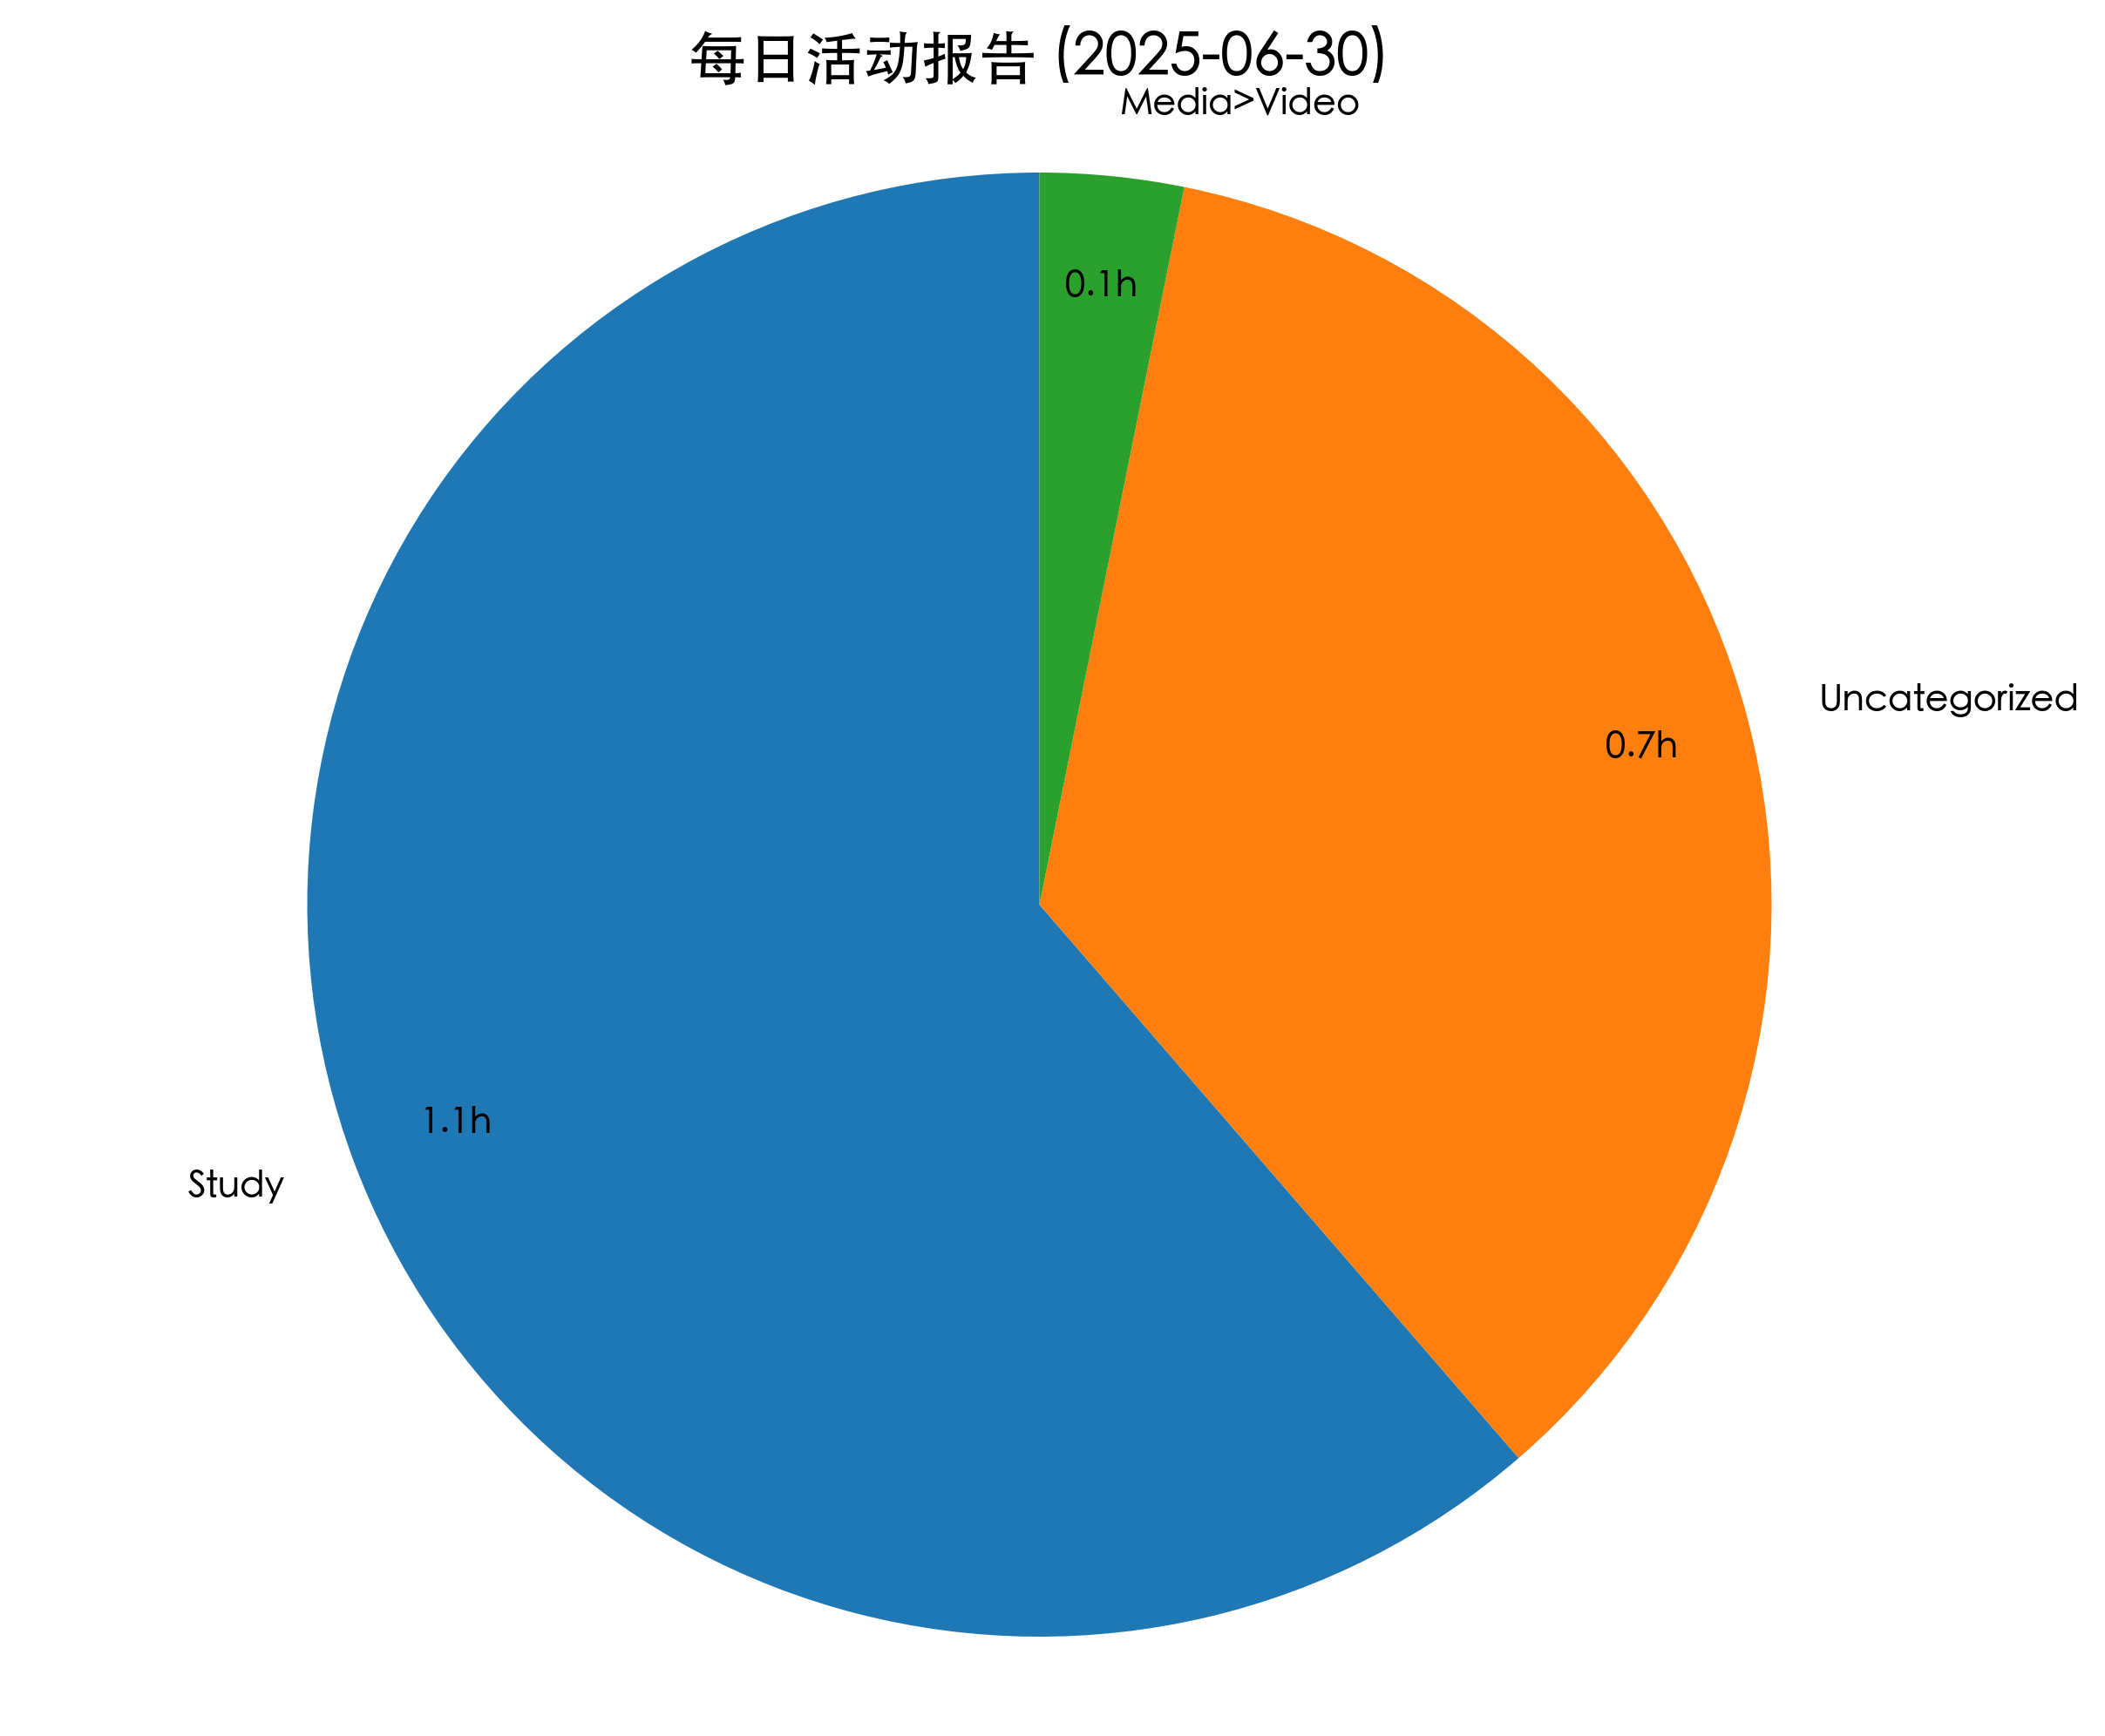 每日活动报告 (2025-06-30)
Media>Video
0.1h
Uncategorized
0.7h
1.1h
Study